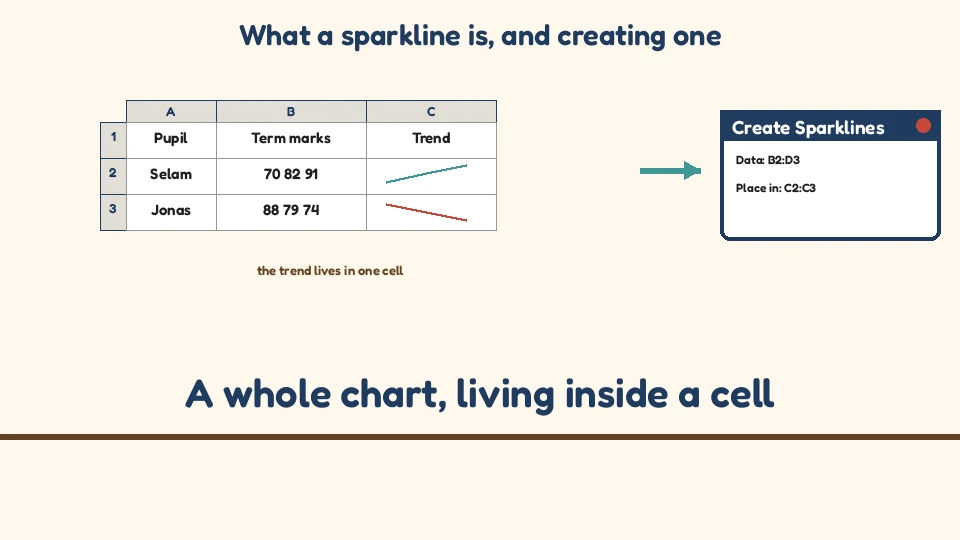 What a sparkline is, and creating one
A B C
1 Pupil Term marks Trend
2 Selam 70 82 91
3 Jonas 88 79 74
the trend lives in one cell
Create Sparklines
Data: B2:D3
Place in: C2:C3
A whole chart, living inside a cell